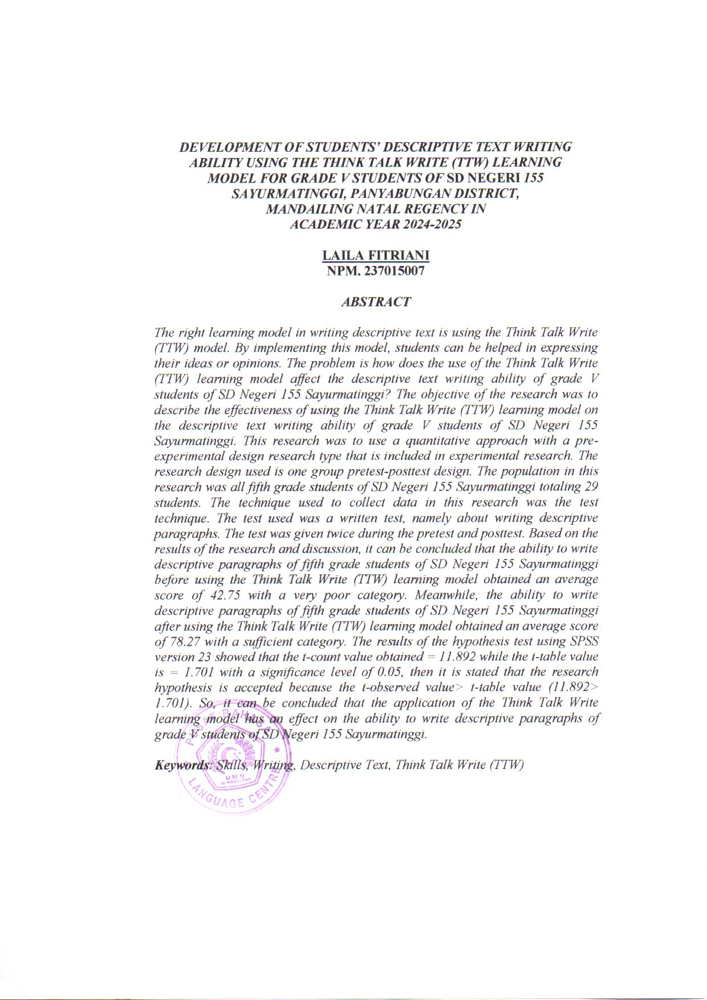 DEVELOPMENT OF STUDENTS' DESCRIPTIVE TEXT WRITING
ABILITY USING THE THINK TALK WRITE (TTW) LEARNING
MODEL FOR GRADE V STUDENTS OF SD NEGERI 155
SAYURMATINGGI, PANYABUNGAN DISTRICT,
MANDAILING NATAL REGENCY IN
ACADEMIC YEAR 2024-2025
LAILA FITRIANI
NPM. 237015007
ABSTRACT
The right learning model in writing descriptive text is using the Think Talk Write
(TTW) model. By implementing this model, students can be helped in expressing
their ideas or opinions. The problem is how does the use of the Think Talk Write
(TTW) learning model affect the descriptive text writing ability of grade V
students of SD Negeri 155 Sayurmatinggi? The objective of the research was to
describe the effectiveness of using the Think Talk Write (TTW) learning model on
the descriptive text writing ability of grade V students of SD Negeri 155
Sayurmatinggi. This research was to use a quantitative approach with a pre-
experimental design research type that is included in experimental research. The
research design used is one group pretest-posttest design. The population in this
research was all fifth grade students of SD Negeri 155 Sayurmatinggi totaling 29
students. The technique used to collect data in this research was the test
technique. The test used was a written test, namely about writing descriptive
paragraphs. The test was given twice during the pretest and posttest. Based on the
results of the research and discussion, it can be concluded that the ability to write
descriptive paragraphs of fifth grade students of SD Negeri 155 Sayurmatinggi
before using the Think Talk Write (TTW) learning model obtained an average
score of 42.75 with a very poor category. Meanwhile, the ability to write
descriptive paragraphs of fifth grade students of SD Negeri 155 Sayurmatinggi
after using the Think Talk Write (TTW) learning model obtained an average score
of 78.27 with a sufficient category. The results of the hypothesis test using SPSS
version 23 showed that the t-count value obtained = 11.892 while the t-table value
is = 1.701 with a significance level of 0.05, then it is stated that the research
hypothesis is accepted because the t-observed value> t-table value (11.892>
1.701). So, it can be concluded that the application of the Think Talk Write
learning model has an effect on the ability to write descriptive paragraphs of
grade V students of SD Negeri 155 Sayurmatinggi.
Keywords: Skills, Writing, Descriptive Text, Think Talk Write (TTW)
PUSAT BAHASA
UMN
AL WASHLIYAH
LANGUAGE CENTRE